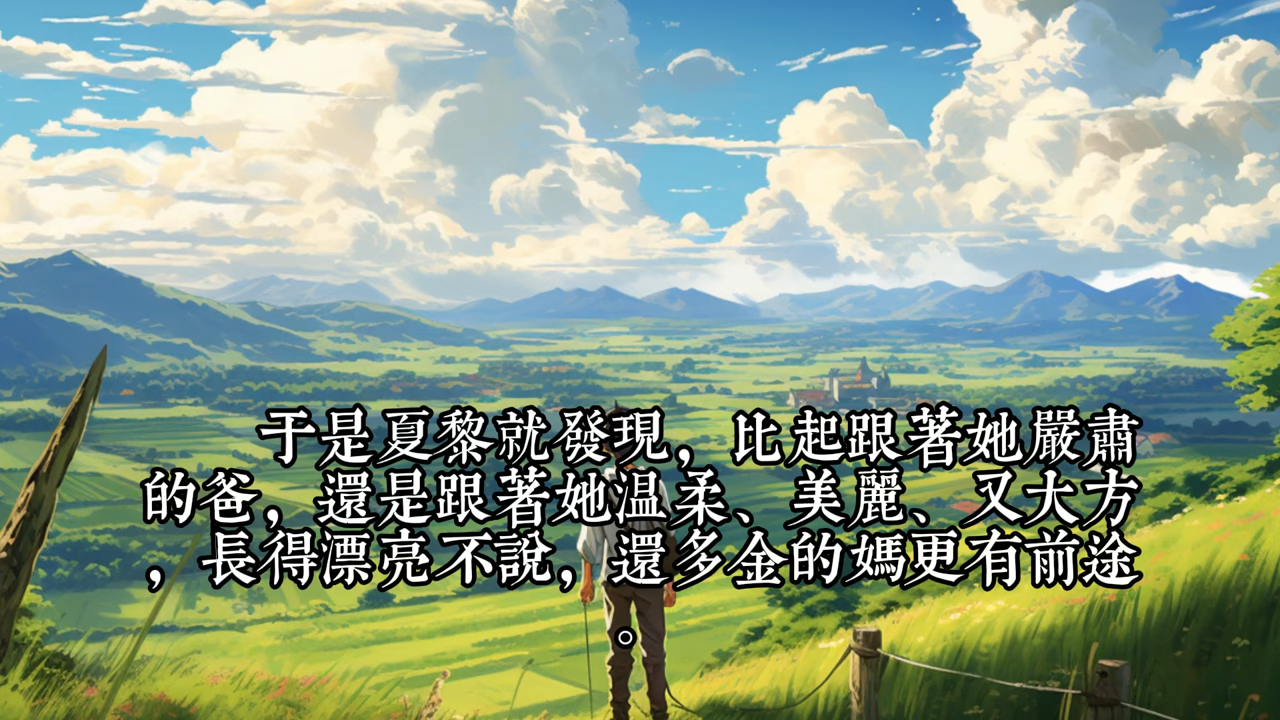 于是夏黎就發現，比起跟著她嚴肅
的爸，還是跟著她温柔、美麗、又大方
，長得漂亮不說，還多金的媽更有前途
。